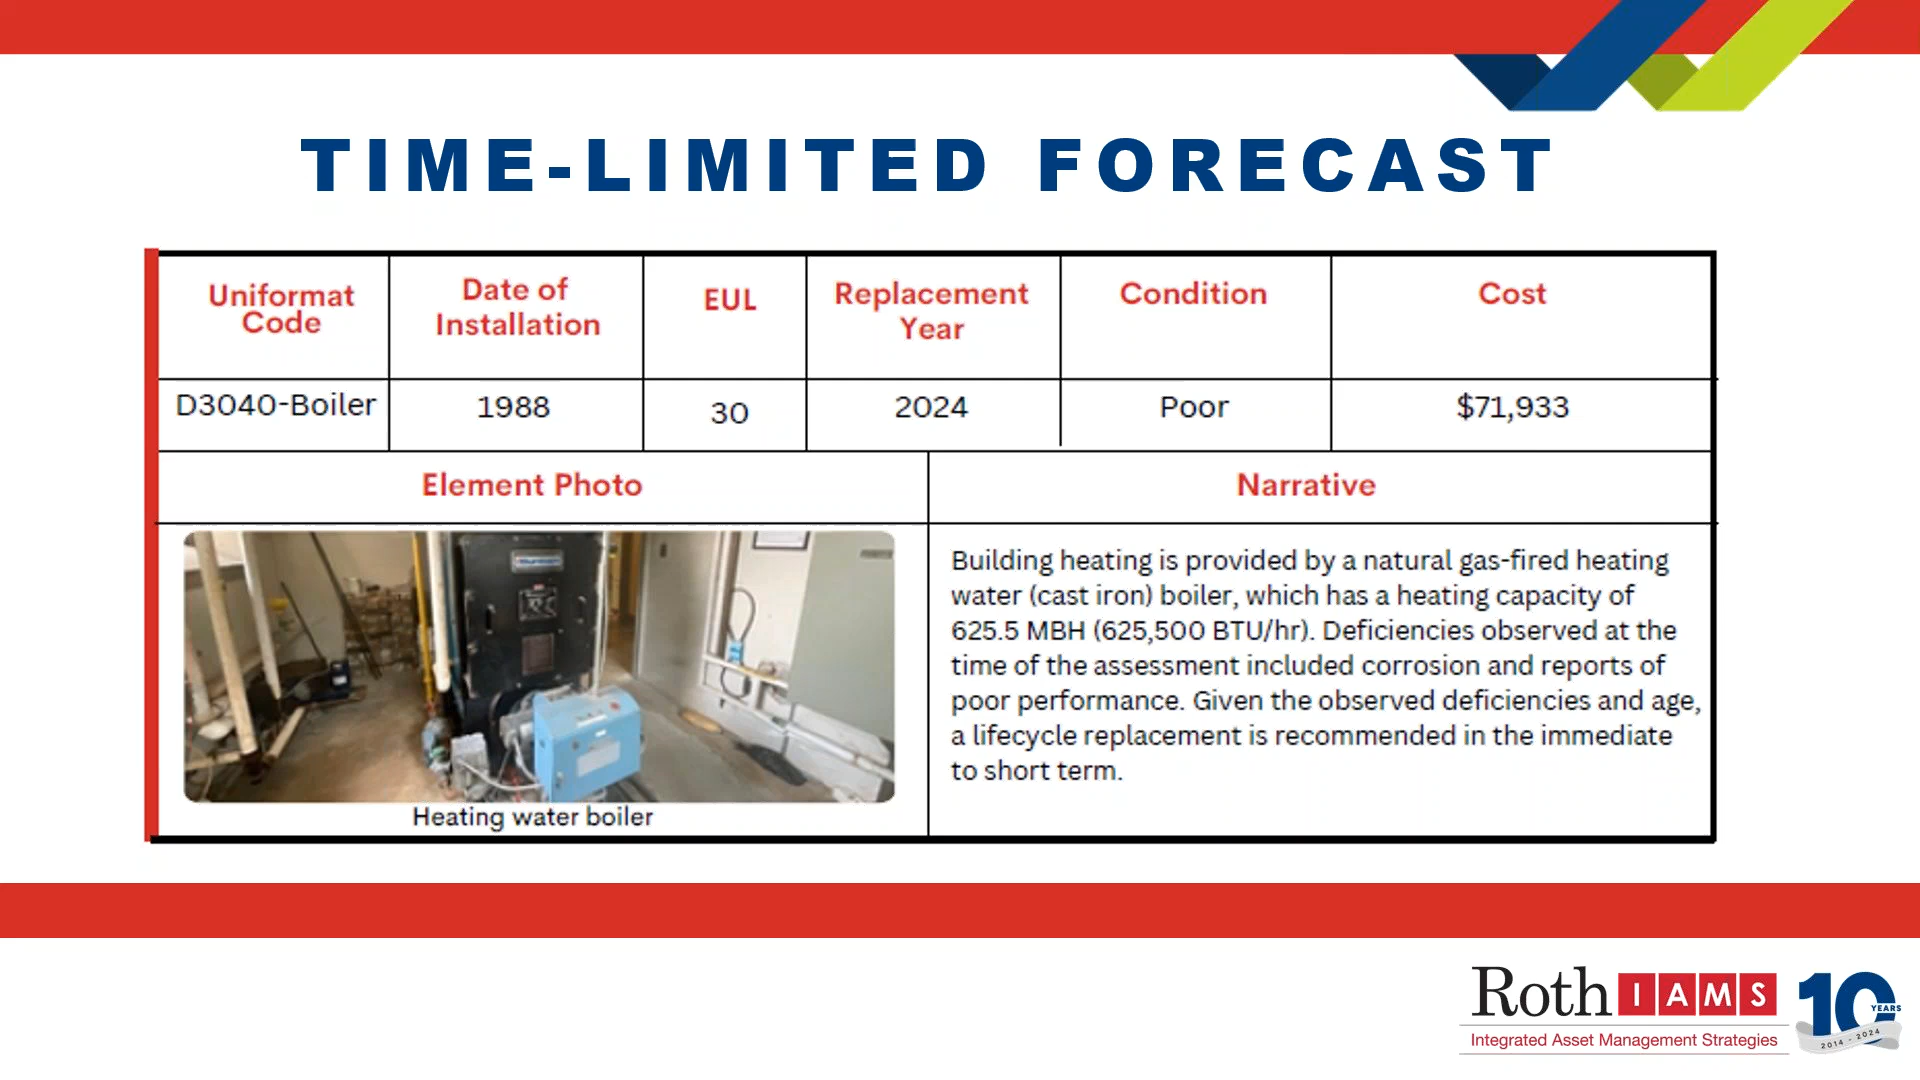 TIME-LIMITED FORECAST
Uniformat
Code
Date of
Installation
EUL
Replacement
Year
Condition
Cost
D3040-Boiler
1988
30
2024
Poor
$71,933
Element Photo
Narrative
Heating water boiler
Building heating is provided by a natural gas-fired heating
water (cast iron) boiler, which has a heating capacity of
625.5 MBH (625,500 BTU/hr). Deficiencies observed at the
time of the assessment included corrosion and reports of
poor performance. Given the observed deficiencies and age,
a lifecycle replacement is recommended in the immediate
to short term.
Roth IAMS
Integrated Asset Management Strategies
10
YEARS
2014 - 2024